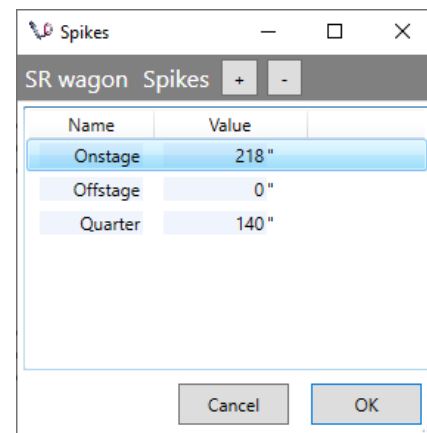 Spikes
SR wagon Spikes + -
Name Value
Onstage 218 "
Offstage 0 "
Quarter 140 "
Cancel OK